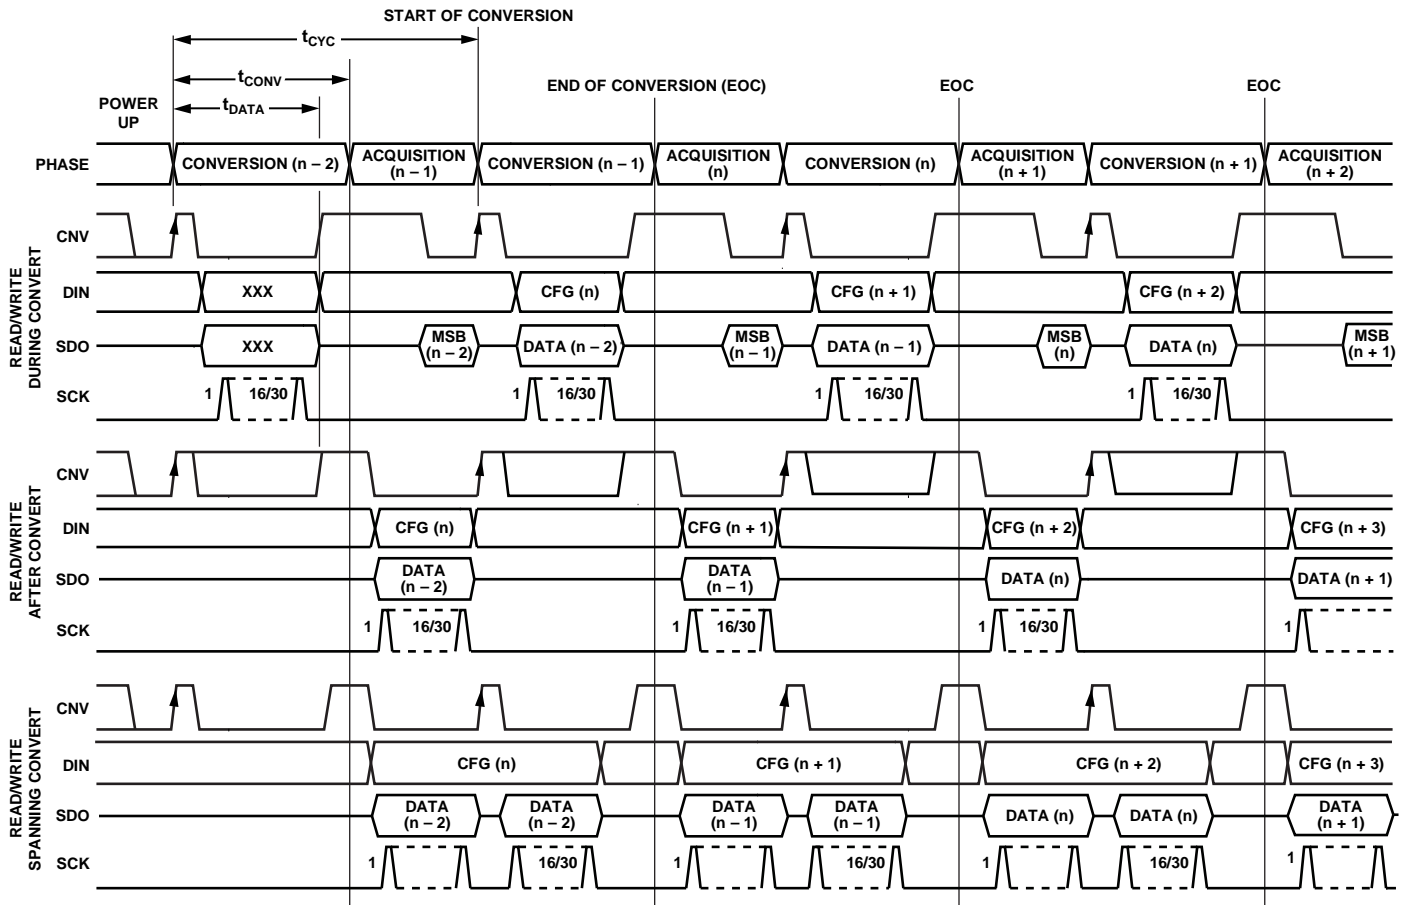 START OF CONVERSION
tCYC
tCONV
END OF CONVERSION (EOC)
EOC
EOC
POWER
UP
tDATA
PHASE
CONVERSION (n – 2)
ACQUISITION
(n – 1)
CONVERSION (n – 1)
ACQUISITION
(n)
CONVERSION (n)
ACQUISITION
(n + 1)
CONVERSION (n + 1)
ACQUISITION
(n + 2)
READ/WRITE
DURING CONVERT
CNV
DIN
XXX
CFG (n)
CFG (n + 1)
CFG (n + 2)
SDO
XXX
MSB
(n – 2)
DATA (n – 2)
MSB
(n – 1)
DATA (n – 1)
MSB
(n)
DATA (n)
MSB
(n + 1)
SCK
1
16/30
1
16/30
1
16/30
1
16/30
READ/WRITE
AFTER CONVERT
CNV
DIN
CFG (n)
CFG (n + 1)
CFG (n + 2)
CFG (n + 3)
SDO
DATA
(n – 2)
DATA
(n – 1)
DATA (n)
DATA (n + 1)
SCK
1
16/30
1
16/30
1
16/30
1
READ/WRITE
SPANNING CONVERT
CNV
DIN
CFG (n)
CFG (n + 1)
CFG (n + 2)
CFG (n + 3)
SDO
DATA
(n – 2)
DATA
(n – 2)
DATA
(n – 1)
DATA
(n – 1)
DATA (n)
DATA (n)
DATA
(n + 1)
SCK
1
16/30
1
16/30
1
16/30
1